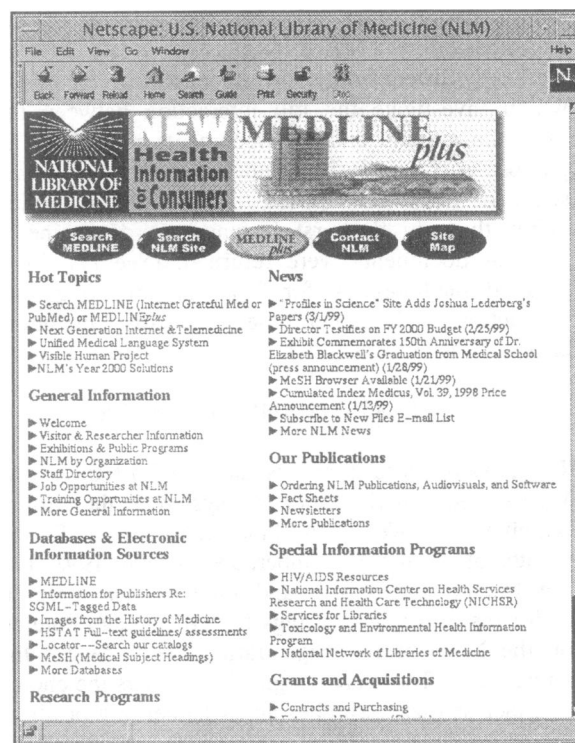 Netscape: U.S. National Library of Medicine (NLM)
File Edit View Go Window Help
Back Forward Reload Home Search Guide Print Security Stop
N
NATIONAL
LIBRARY OF
MEDICINE
NEW
Health
Information
for Consumers
MEDLINE
plus
Search MEDLINE
Search NLM Site
MEDLINE plus
Contact NLM
Site Map
Hot Topics
►Search MEDLINE (Internet Grateful Med or
PubMed) or MEDLINEplus
►Next Generation Internet &Telemedicine
►Unified Medical Language System
►Visible Human Project
►NLM's Year 2000 Solutions
General Information
►Welcome
►Visitor & Researcher Information
►Exhibitions & Public Programs
►NLM by Organization
►Staff Directory
►Job Opportunities at NLM
►Training Opportunities at NLM
►More General Information
Databases & Electronic
Information Sources
►MEDLINE
►Information for Publishers Re:
SGML-Tagged Data
►Images from the History of Medicine
►HSTAT Full-text guidelines/ assessments
►Locator--Search our catalogs
►MeSH (Medical Subject Headings)
►More Databases
Research Programs
News
►"Profiles in Science" Site Adds Joshua Lederberg's
Papers (3/1/99)
►Director Testifies on FY 2000 Budget (2/25/99)
►Exhibit Commemorates 150th Anniversary of Dr.
Elizabeth Blackwell's Graduation from Medical School
(press announcement) (1/28/99)
►MeSH Browser Available (1/21/99)
►Cumulated Index Medicus, Vol. 39, 1998 Price
Announcement (1/13/99)
►Subscribe to New Files E-mail List
►More NLM News
Our Publications
►Ordering NLM Publications, Audiovisuals, and Software
►Fact Sheets
►Newsletters
►More Publications
Special Information Programs
►HIV/AIDS Resources
►National Information Center on Health Services
Research and Health Care Technology (NICHSR)
►Services for Libraries
►Toxicology and Environmental Health Information
Program
►National Network of Libraries of Medicine
Grants and Acquisitions
►Contracts and Purchasing